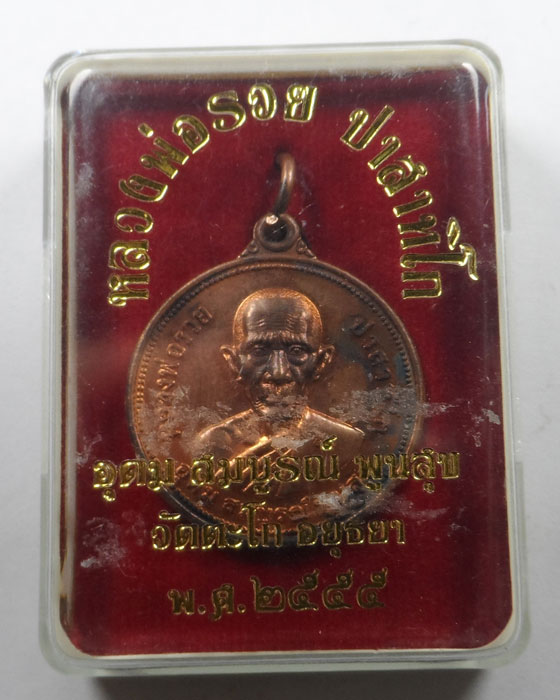 หลวงพ่อรวย ปาสาทิโก
อุดม สมบูรณ์ พูนสุข
วัดตะโก อยุธยา
พ.ศ.๒๕๕๕